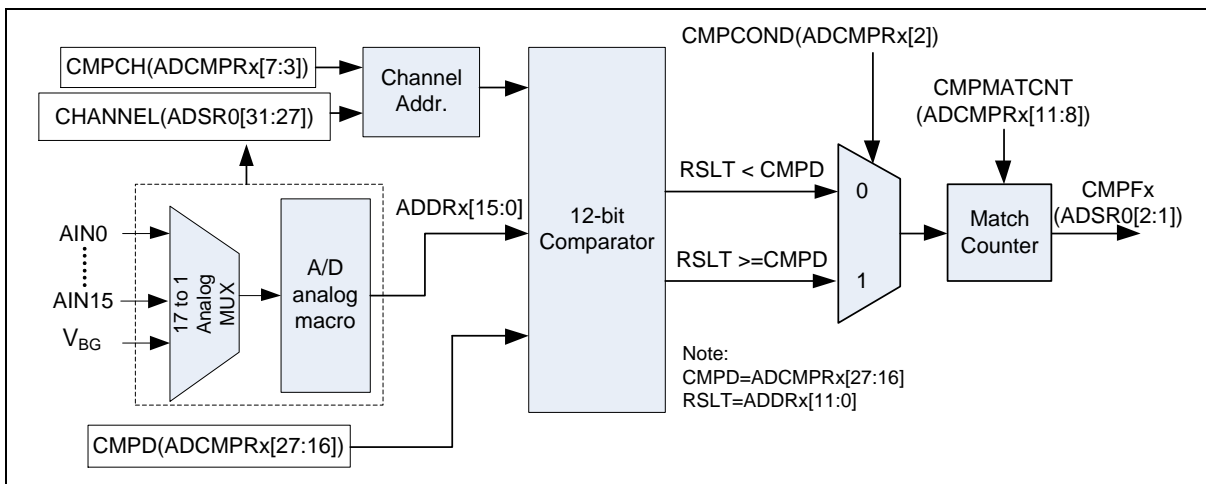 CMPCH(ADCMPRx[7:3])
CHANNEL(ADSR0[31:27])
Channel
Addr.
CMPCOND(ADCMPRx[2])
CMPMATCNT
(ADCMPRx[11:8])
AIN0
AIN15
VBG
17 to 1
Analog
MUX
A/D
analog
macro
ADDRx[15:0]
12-bit
Comparator
RSLT < CMPD
RSLT >=CMPD
0
1
Match
Counter
CMPFx
(ADSR0[2:1])
CMPD(ADCMPRx[27:16])
Note:
CMPD=ADCMPRx[27:16]
RSLT=ADDRx[11:0]